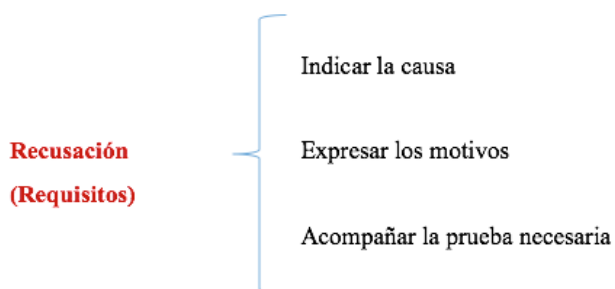 Indicar la causa
Recusación
(Requisitos)
Expresar los motivos
Acompañar la prueba necesaria